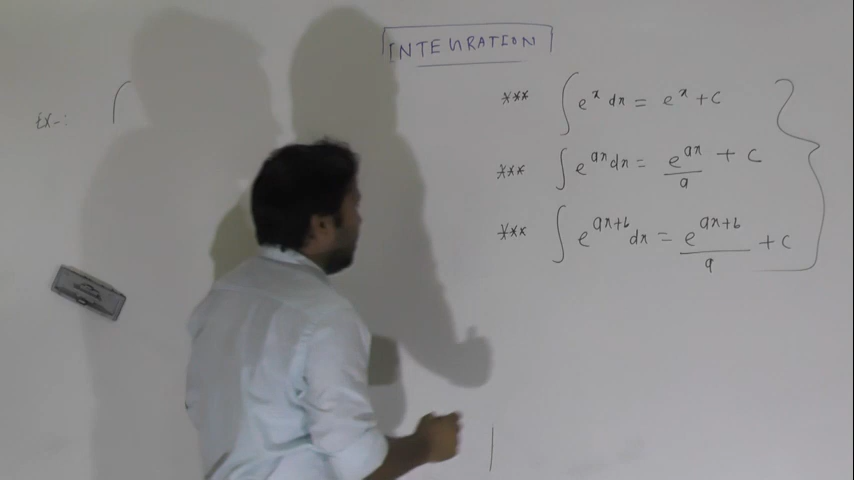 INTEGRATION
Ex-: ∫
*** ∫ e^x dx = e^x + c
*** ∫ e^{ax} dx = e^{ax}/a + c
*** ∫ e^{ax+b} dx = e^{ax+b}/a + c